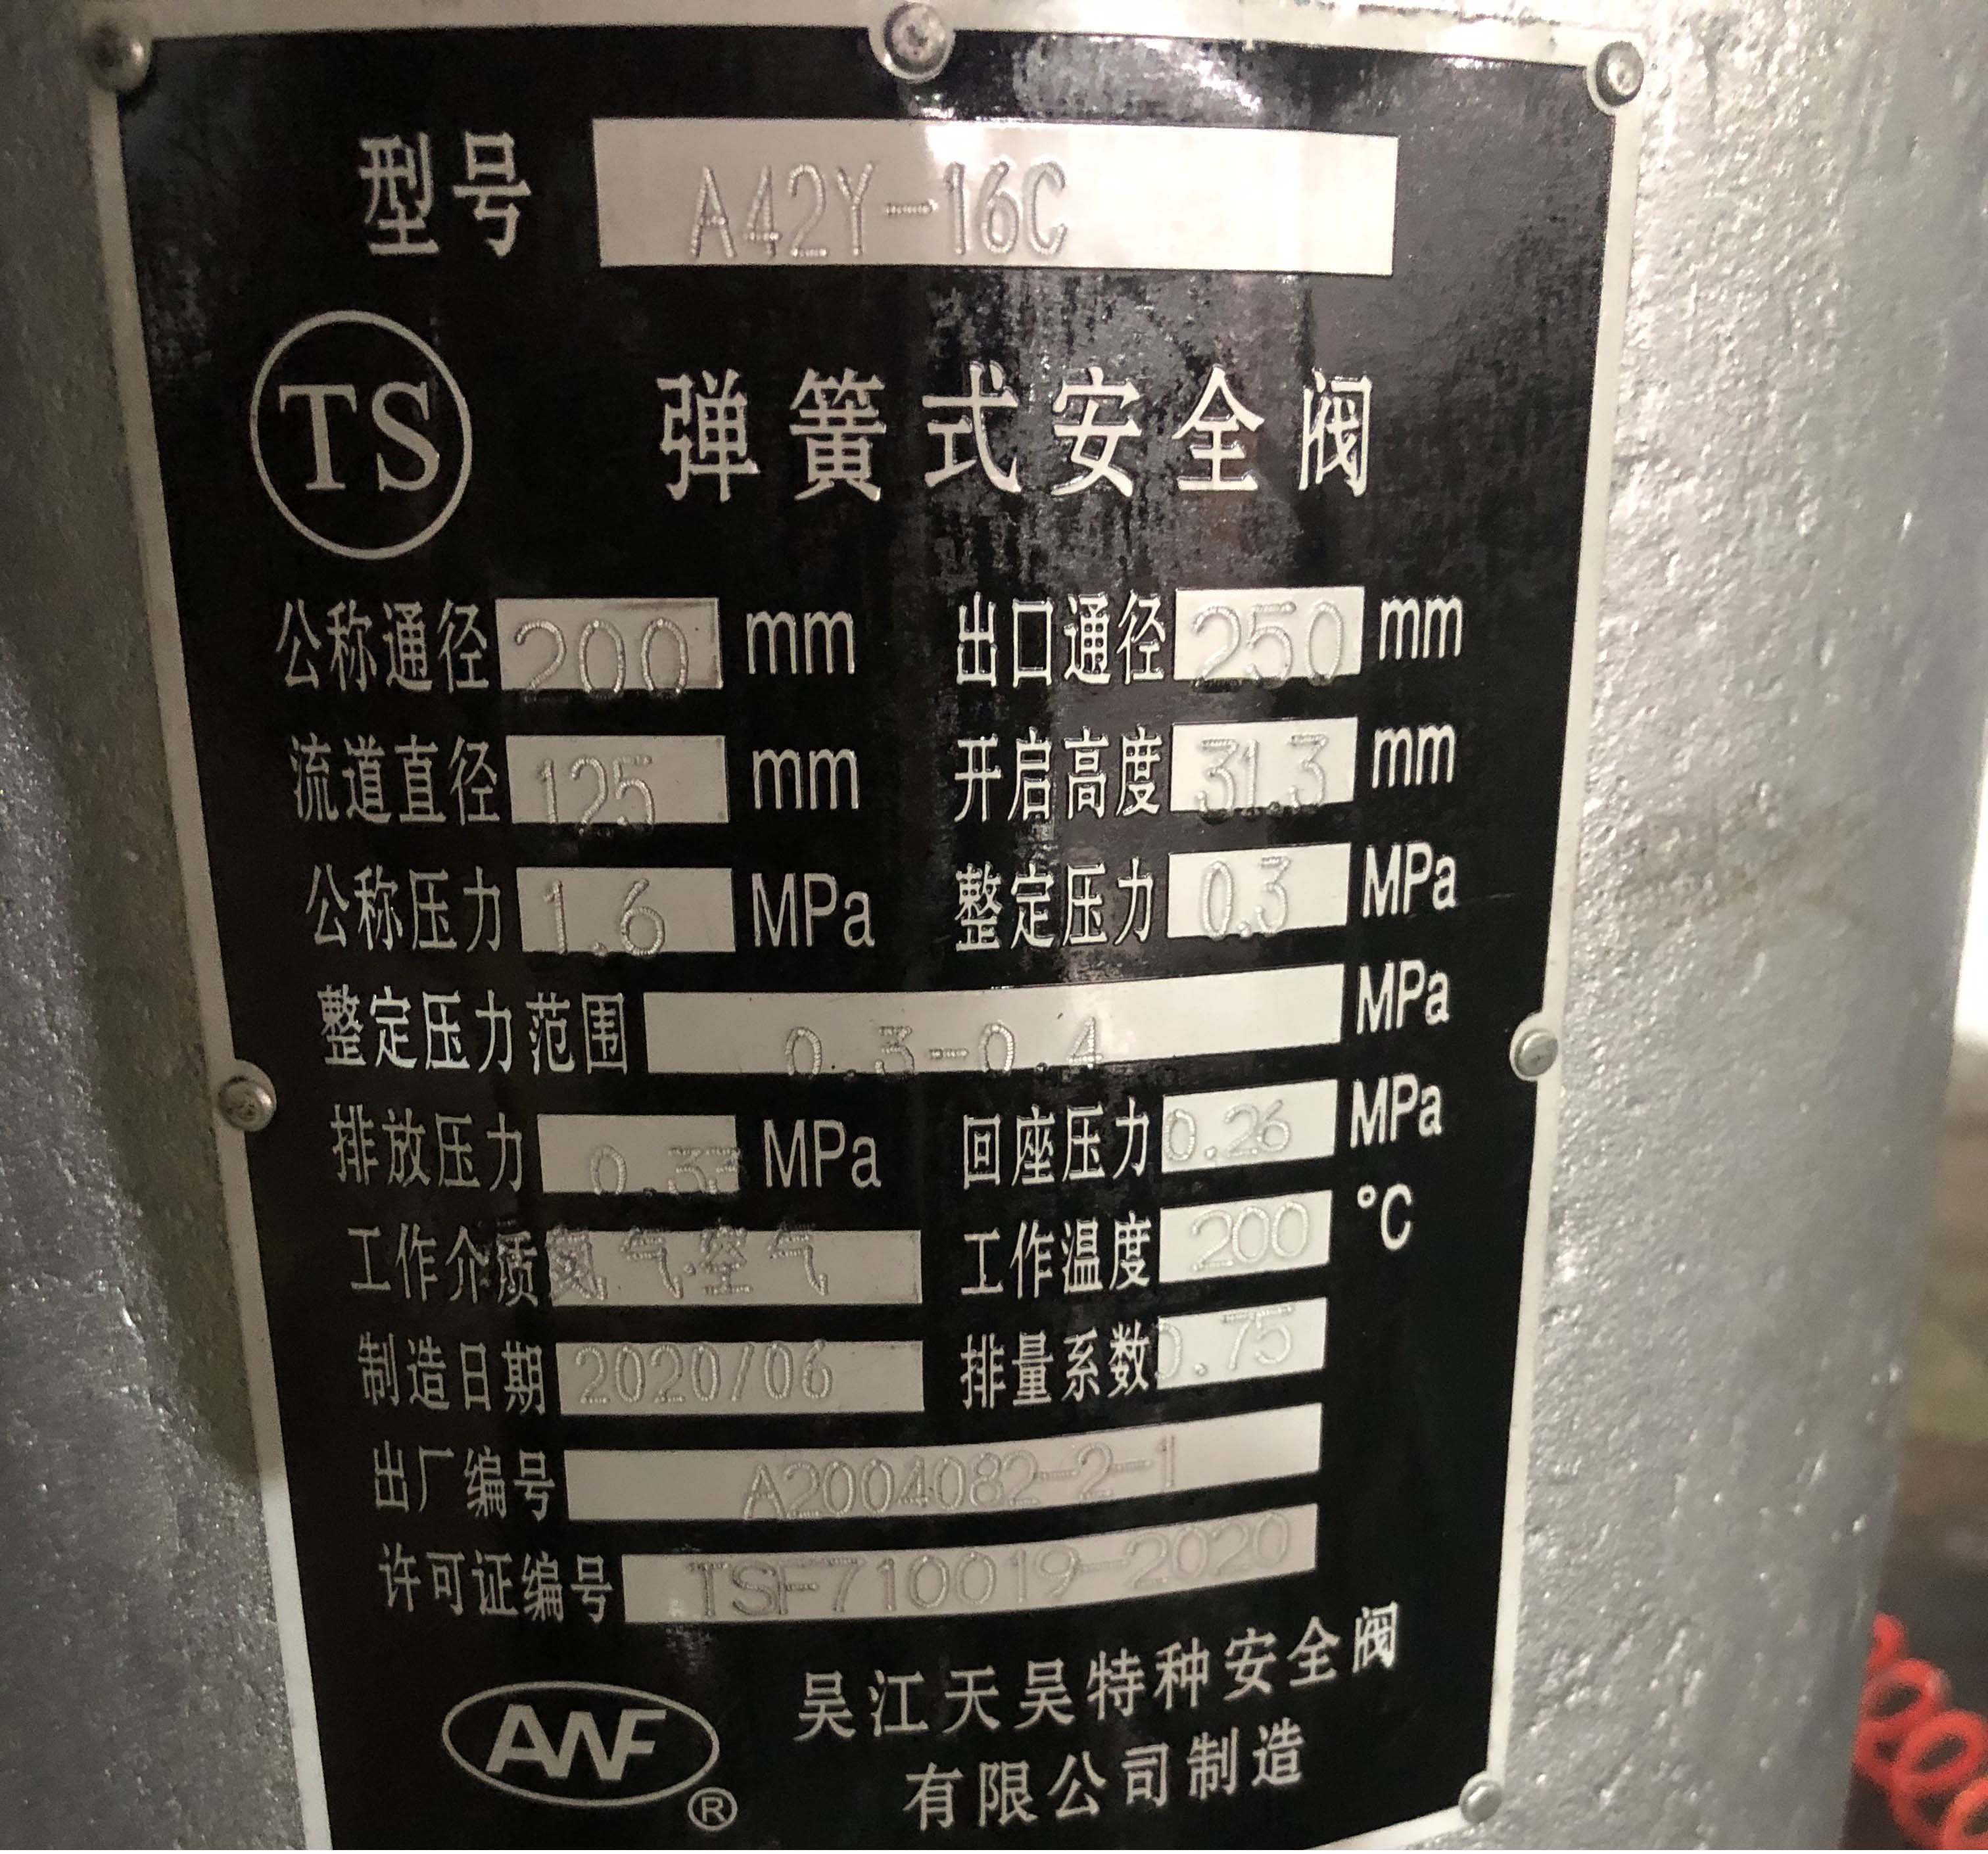 型号 A42Y-16C
TS 弹簧式安全阀
公称通径 200 mm 出口通径 250 mm
流道直径 125 mm 开启高度 31.3 mm
公称压力 1.6 MPa 整定压力 0.3 MPa
整定压力范围 0.3-0.4 MPa
排放压力 0.33 MPa 回座压力 0.26 MPa
工作介质 氮气空气 工作温度 200 °C
制造日期 2020/06 排量系数 0.75
出厂编号 A2004082-2-1
许可证编号 TSF710019-2020
AWF® 吴江天吴特种安全阀
有限公司制造